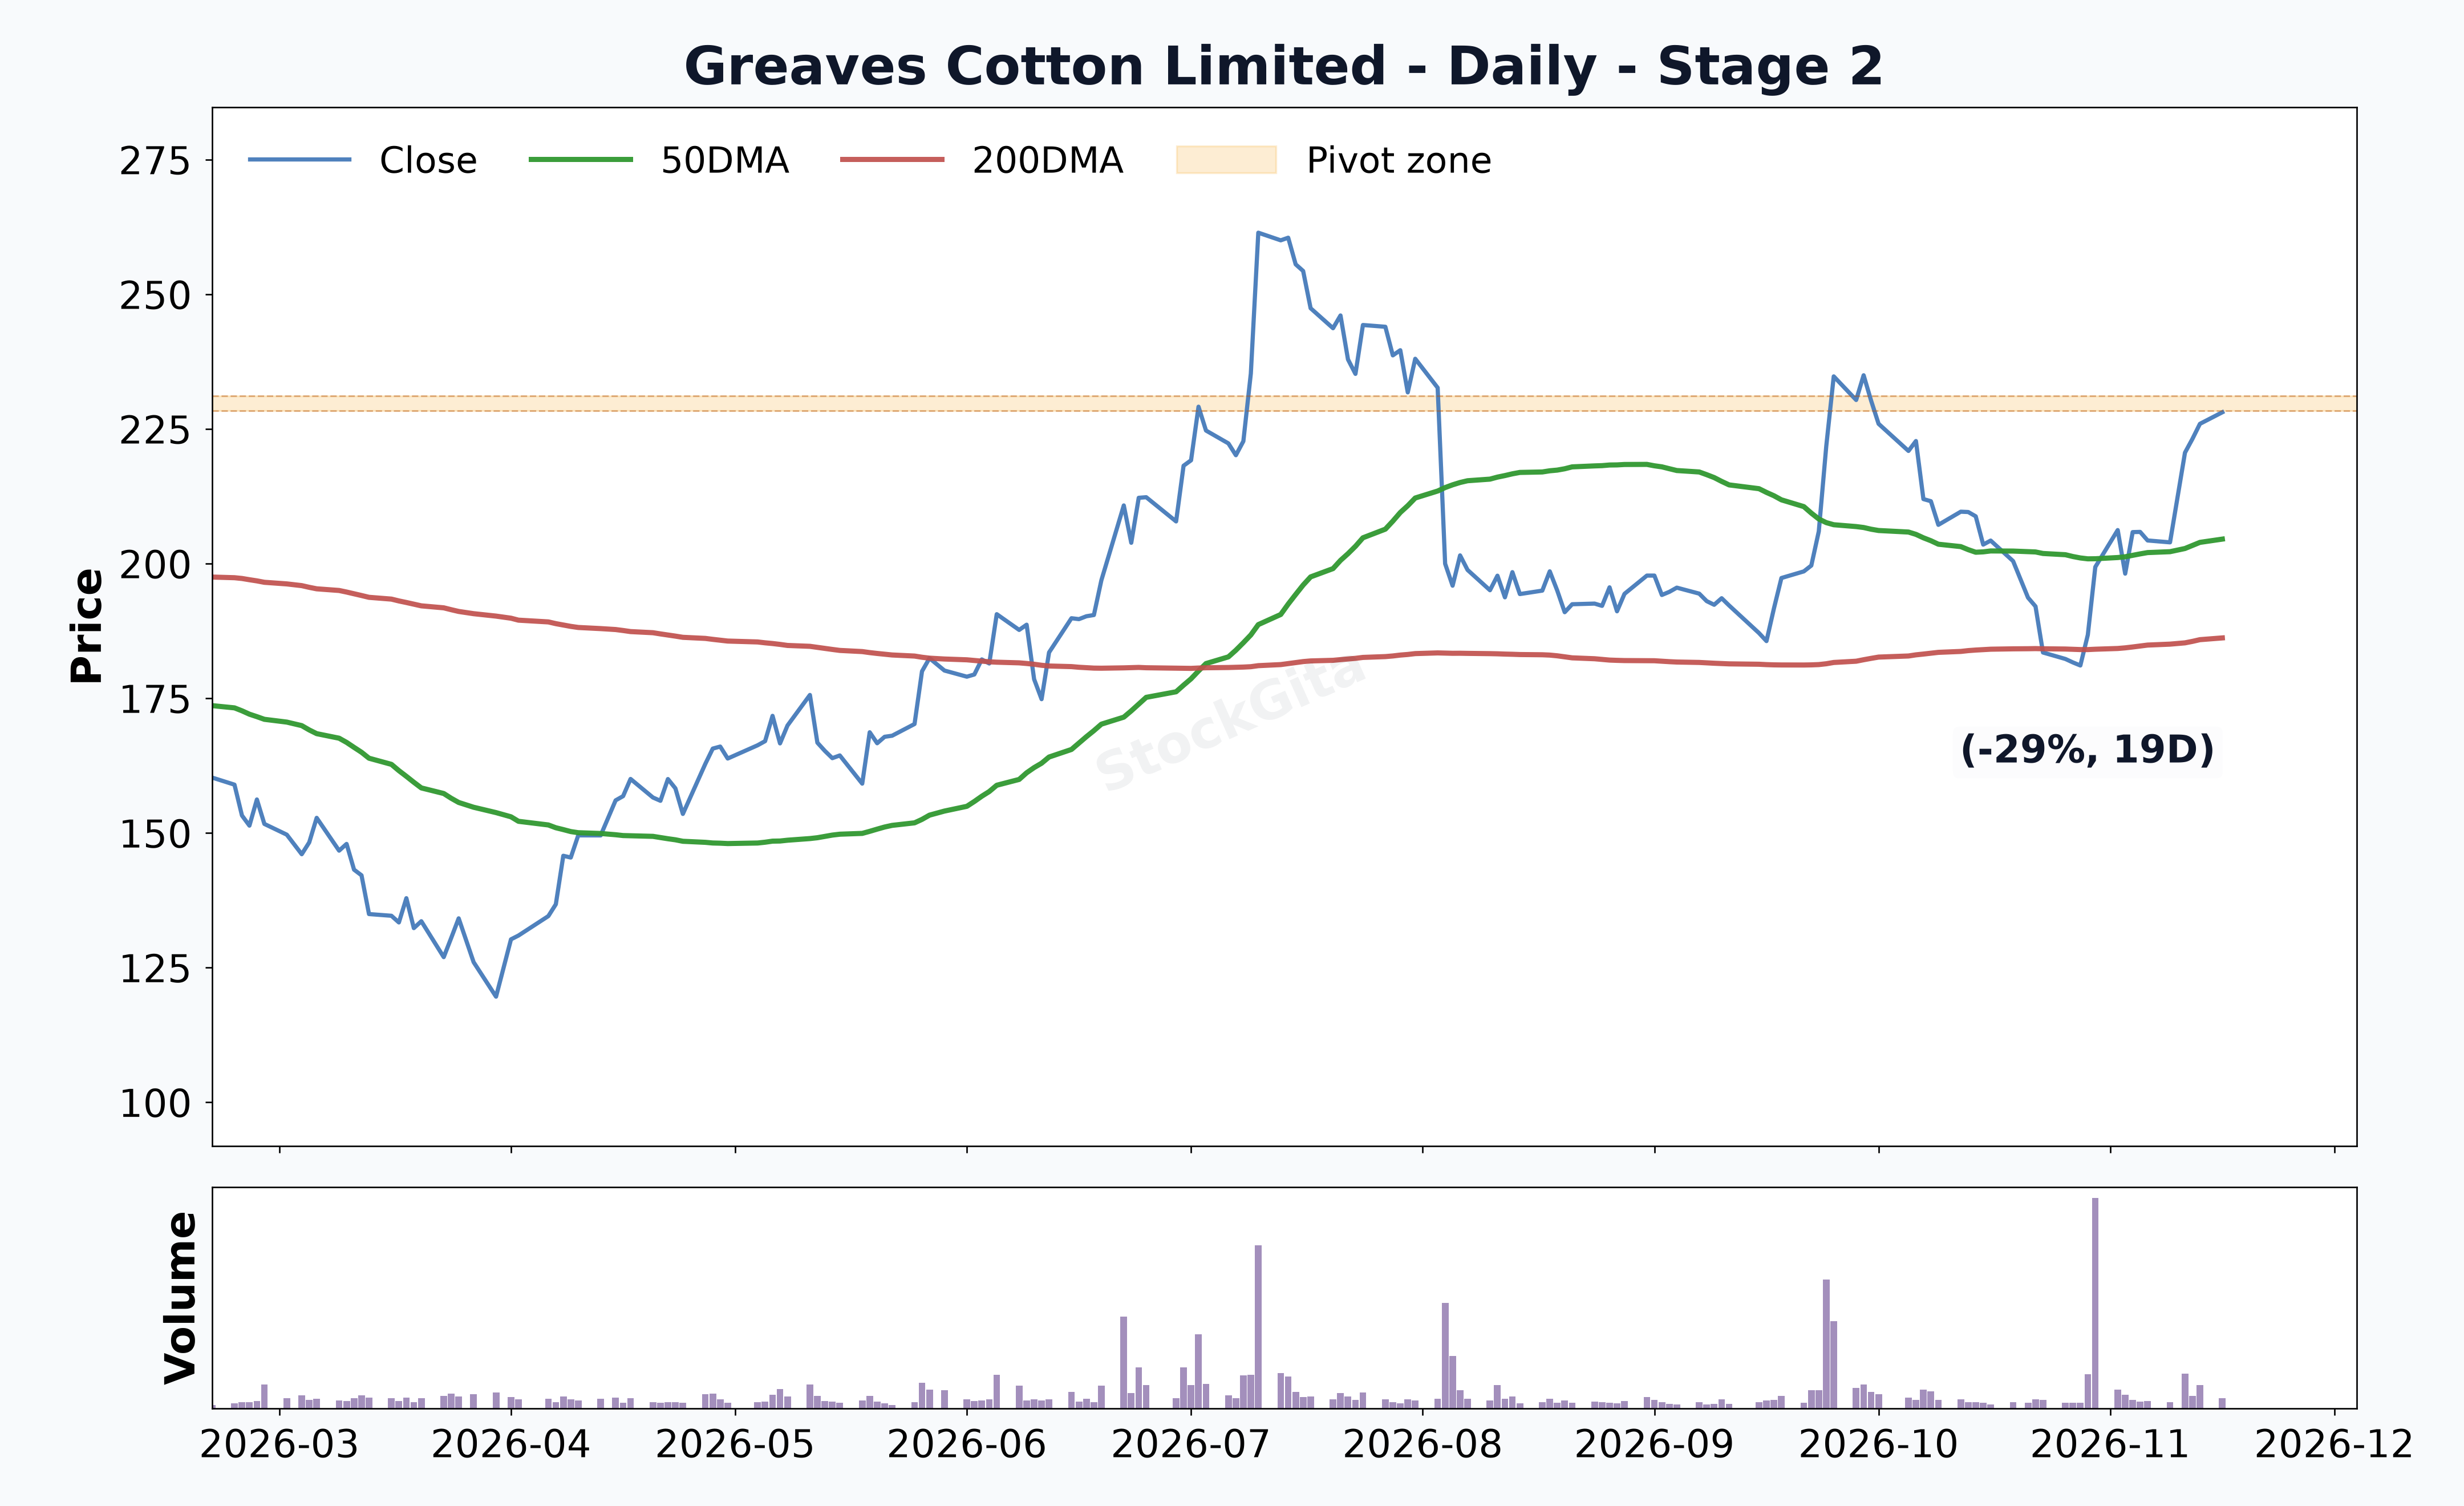 Greaves Cotton Limited - Daily - Stage 2
Close 50DMA 200DMA Pivot zone
275
250
225
200
175
150
125
100
Price
StockGita
(-29%, 19D)
Volume
2026-03 2026-04 2026-05 2026-06 2026-07 2026-08 2026-09 2026-10 2026-11 2026-12